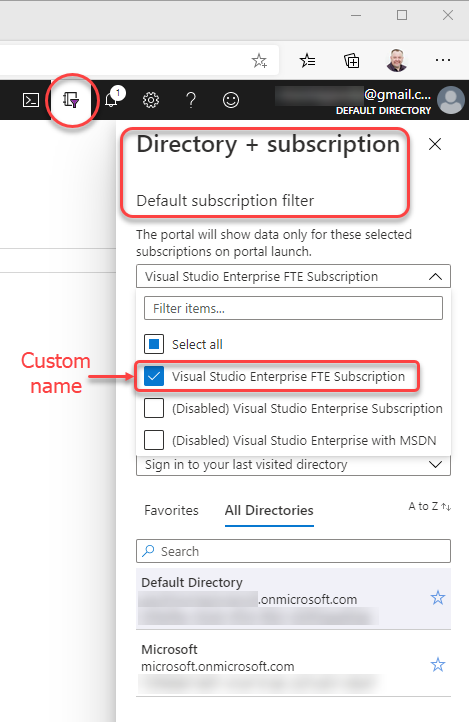 1
@gmail.c...
DEFAULT DIRECTORY
Directory + subscription
Default subscription filter
The portal will show data only for these selected
subscriptions on portal launch.
Visual Studio Enterprise FTE Subscription
Filter items...
Select all
Custom
name
Visual Studio Enterprise FTE Subscription
(Disabled) Visual Studio Enterprise Subscription
(Disabled) Visual Studio Enterprise with MSDN
Sign in to your last visited directory
Favorites
All Directories
A to Z
Search
Default Directory
.onmicrosoft.com
Microsoft
microsoft.onmicrosoft.com